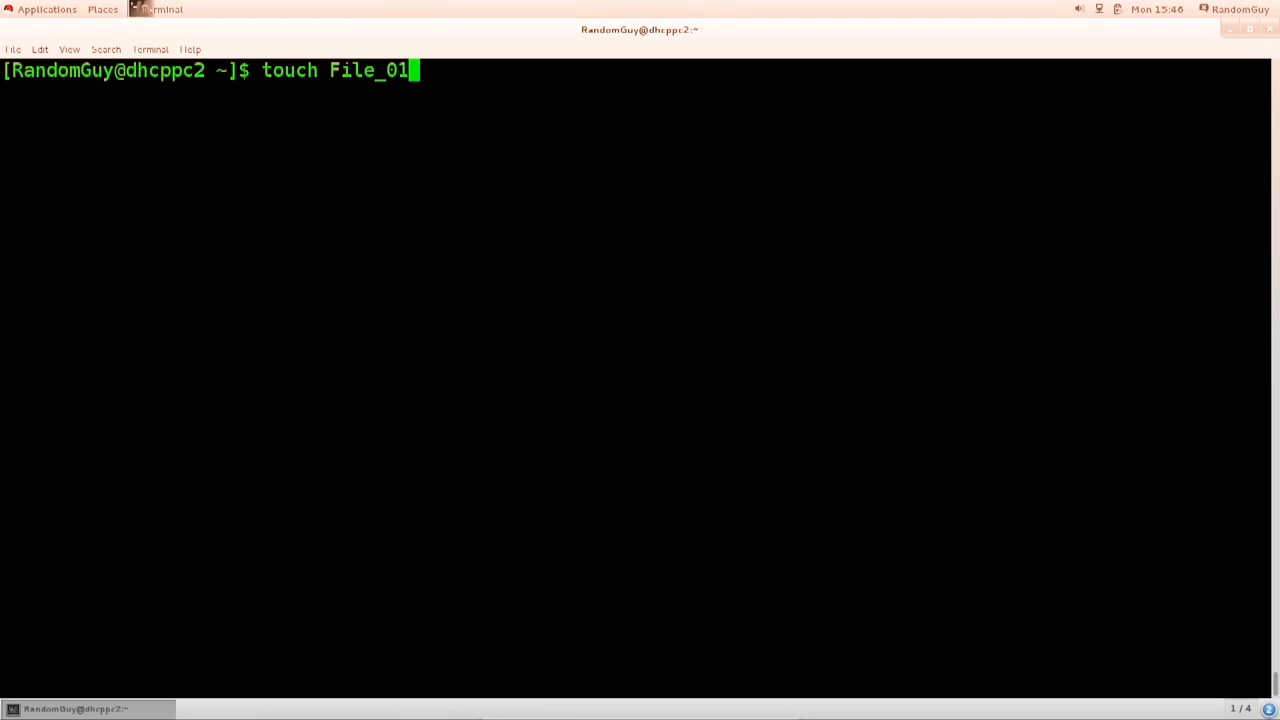 Applications Places Terminal Mon 15:46 RandomGuy
RandomGuy@dhcppc2:~
File Edit View Search Terminal Help
[RandomGuy@dhcppc2 ~]$ touch File_01
RandomGuy@dhcppc2:~ 1 / 4 2